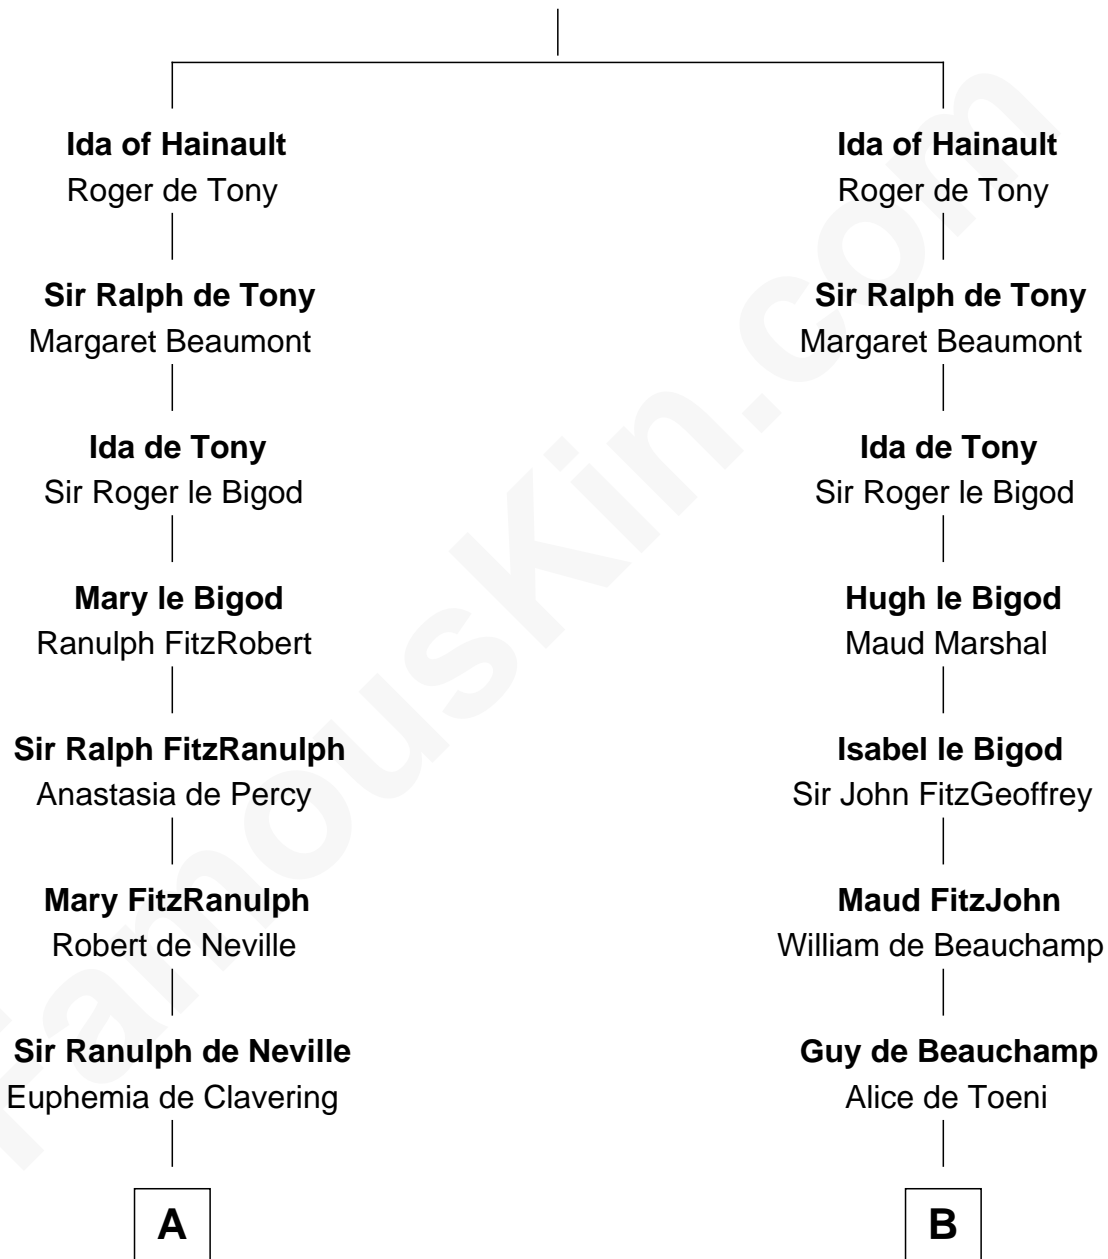 Ida of Hainault
Roger de Tony
Sir Ralph de Tony
Margaret Beaumont
Ida de Tony
Sir Roger le Bigod
Mary le Bigod
Ranulph FitzRobert
Sir Ralph FitzRanulph
Anastasia de Percy
Mary FitzRanulph
Robert de Neville
Sir Ranulph de Neville
Euphemia de Clavering
A
Ida of Hainault
Roger de Tony
Sir Ralph de Tony
Margaret Beaumont
Ida de Tony
Sir Roger le Bigod
Hugh le Bigod
Maud Marshal
Isabel le Bigod
Sir John FitzGeoffrey
Maud FitzJohn
William de Beauchamp
Guy de Beauchamp
Alice de Toeni
B
FamousKin.com